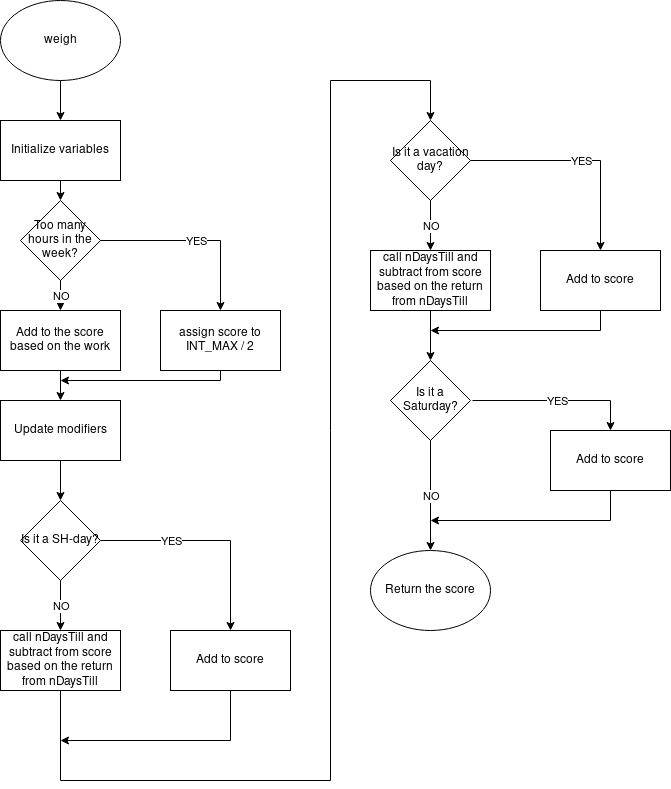 weigh
Initialize variables
Too many
hours in the
week?
YES
NO
Add to the score
based on the work
assign score to
INT_MAX / 2
Update modifiers
Is it a SH-day?
YES
NO
call nDaysTill and
subtract from score
based on the return
from nDaysTill
Add to score
Is it a vacation
day?
YES
NO
call nDaysTill and
subtract from score
based on the return
from nDaysTill
Add to score
Is it a
Saturday?
YES
Add to score
NO
Return the score